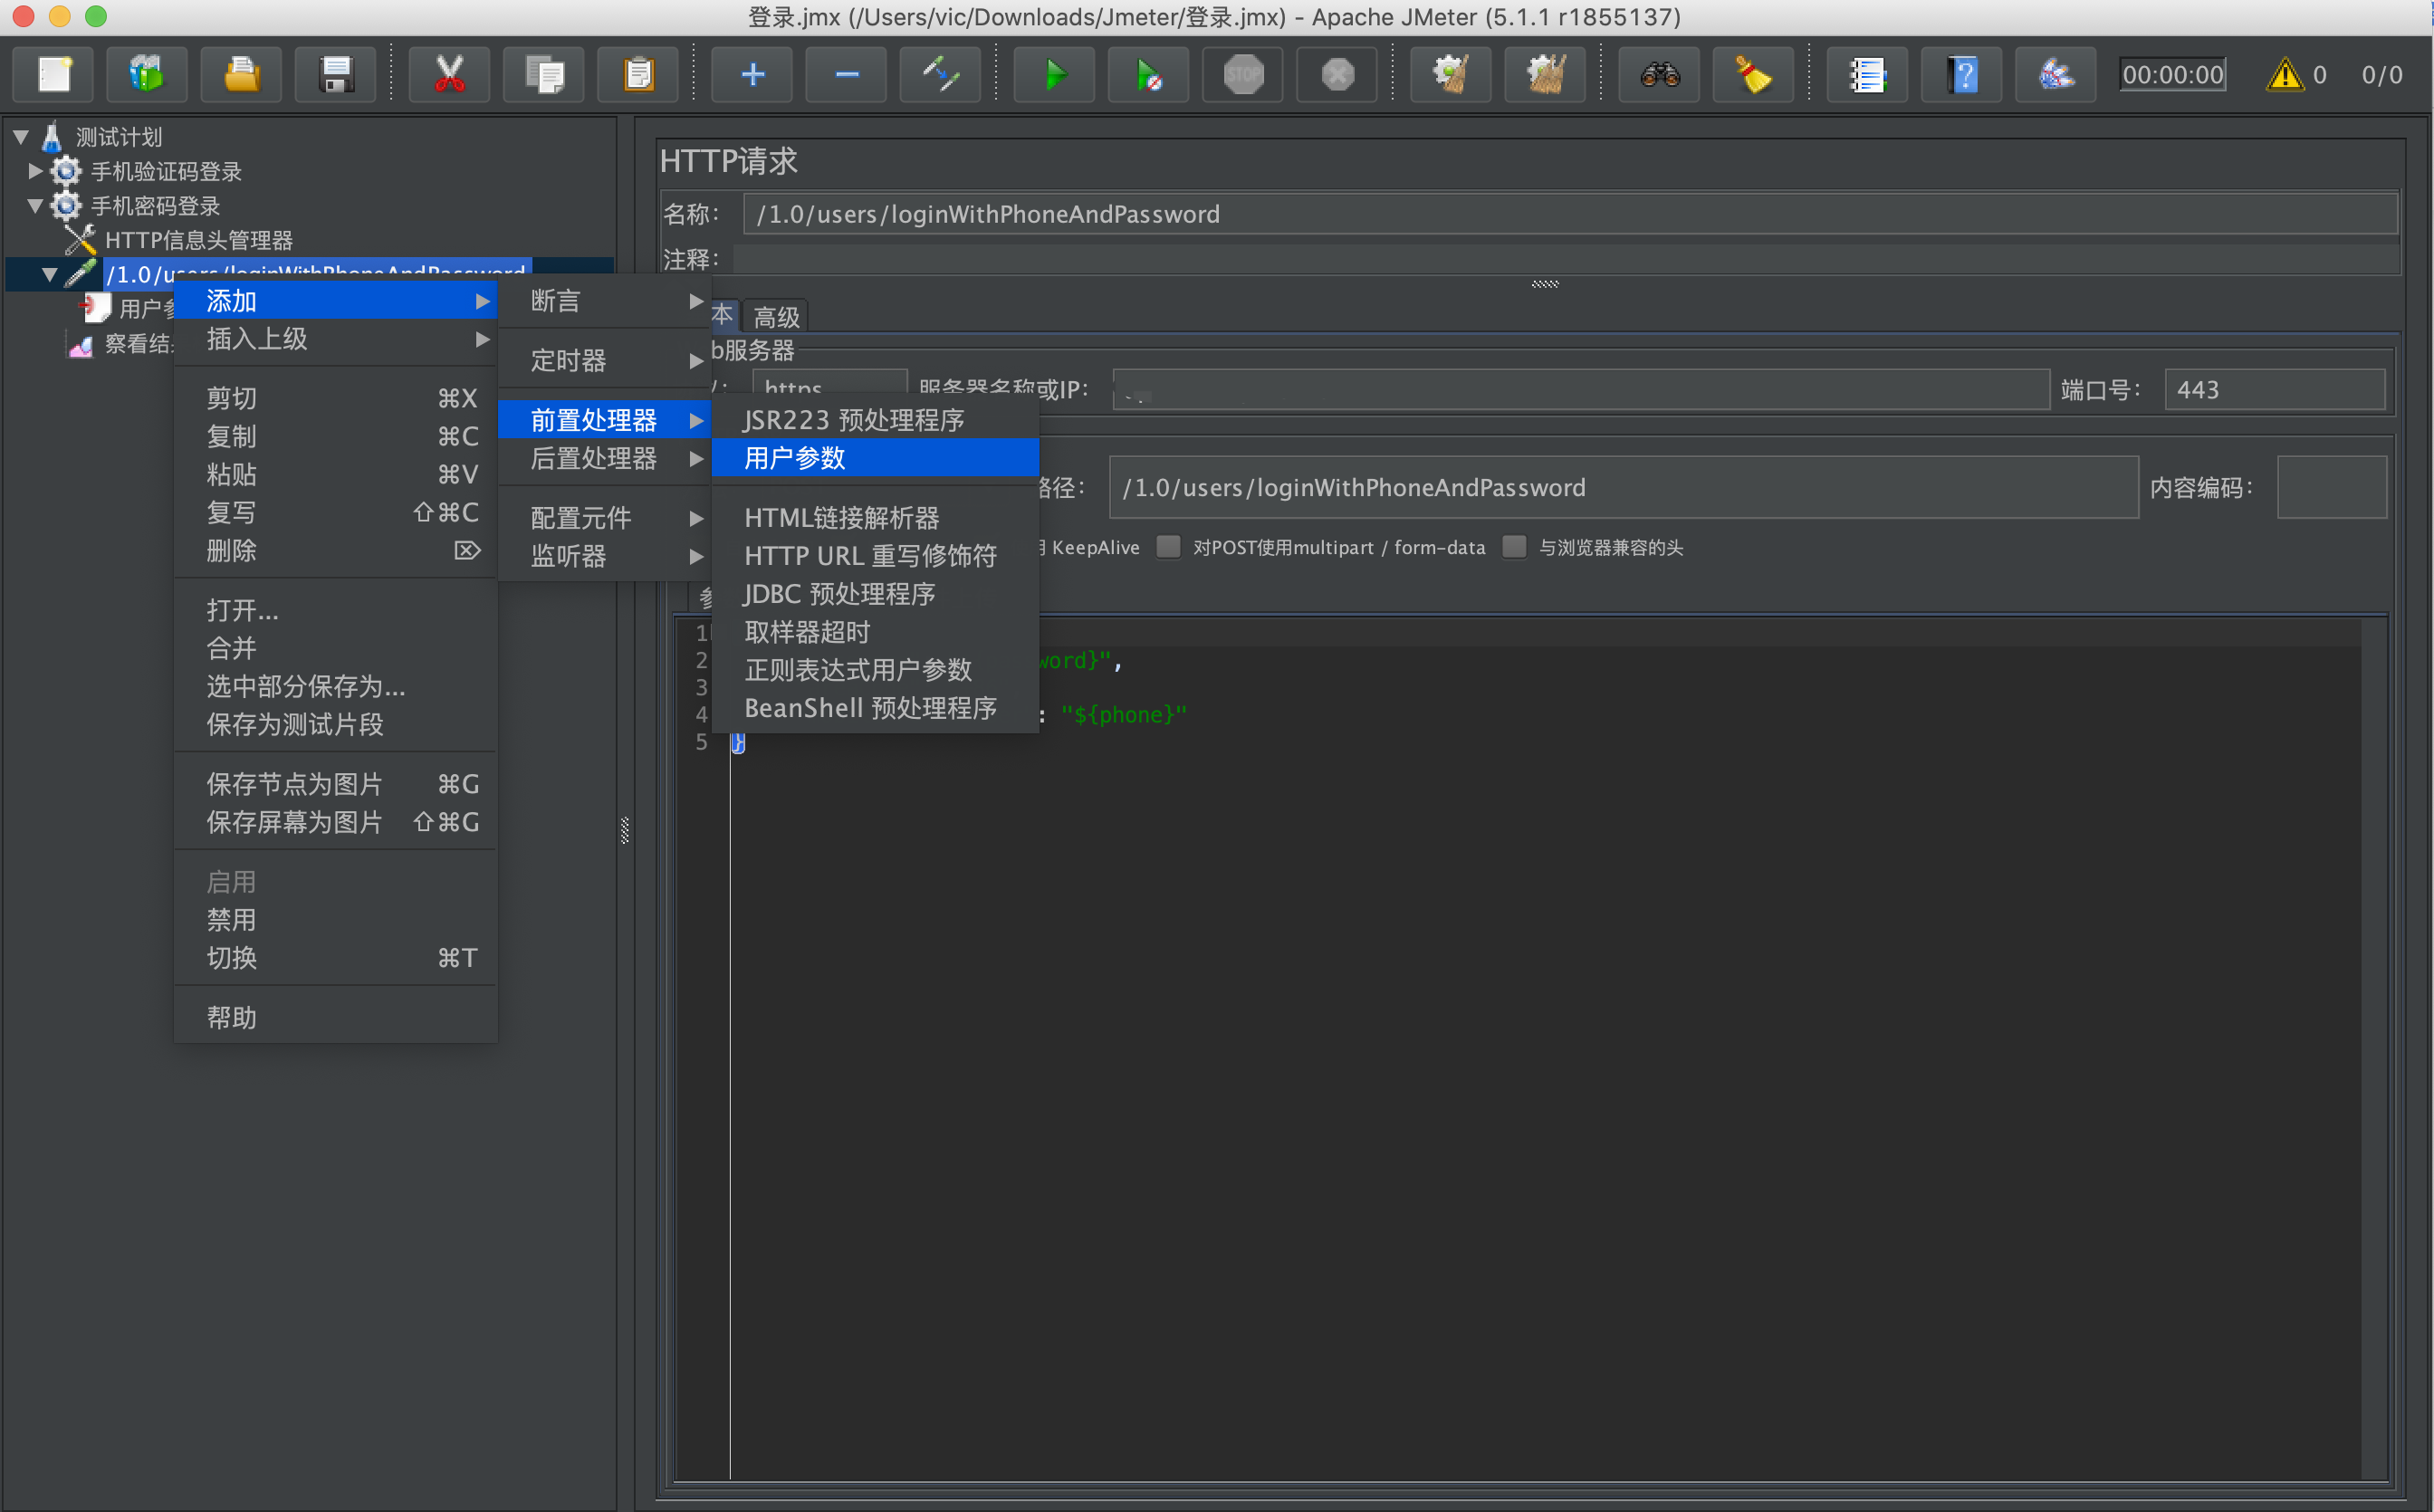 登录.jmx (/Users/vic/Downloads/Jmeter/登录.jmx) - Apache JMeter (5.1.1 r1855137)
STOP
00:00:00
0
0/0
测试计划
手机验证码登录
手机密码登录
HTTP信息头管理器
/1.0/users/loginWithPhoneAndPassword
用户参
察看结
添加
插入上级
剪切 ⌘X
复制 ⌘C
粘贴 ⌘V
复写 ⇧⌘C
删除 ⌦
打开...
合并
选中部分保存为...
保存为测试片段
保存节点为图片 ⌘G
保存屏幕为图片 ⇧⌘G
启用
禁用
切换 ⌘T
帮助
断言
定时器
前置处理器
后置处理器
配置元件
监听器
JSR223 预处理程序
用户参数
HTML链接解析器
HTTP URL 重写修饰符
JDBC 预处理程序
取样器超时
正则表达式用户参数
BeanShell 预处理程序
HTTP请求
名称： /1.0/users/loginWithPhoneAndPassword
注释：
本 高级
b服务器
https 服务器名称或IP： 端口号： 443
路径： /1.0/users/loginWithPhoneAndPassword 内容编码：
KeepAlive 对POST使用multipart / form-data 与浏览器兼容的头
1
2 word}",
3
4 : "${phone}"
5 }